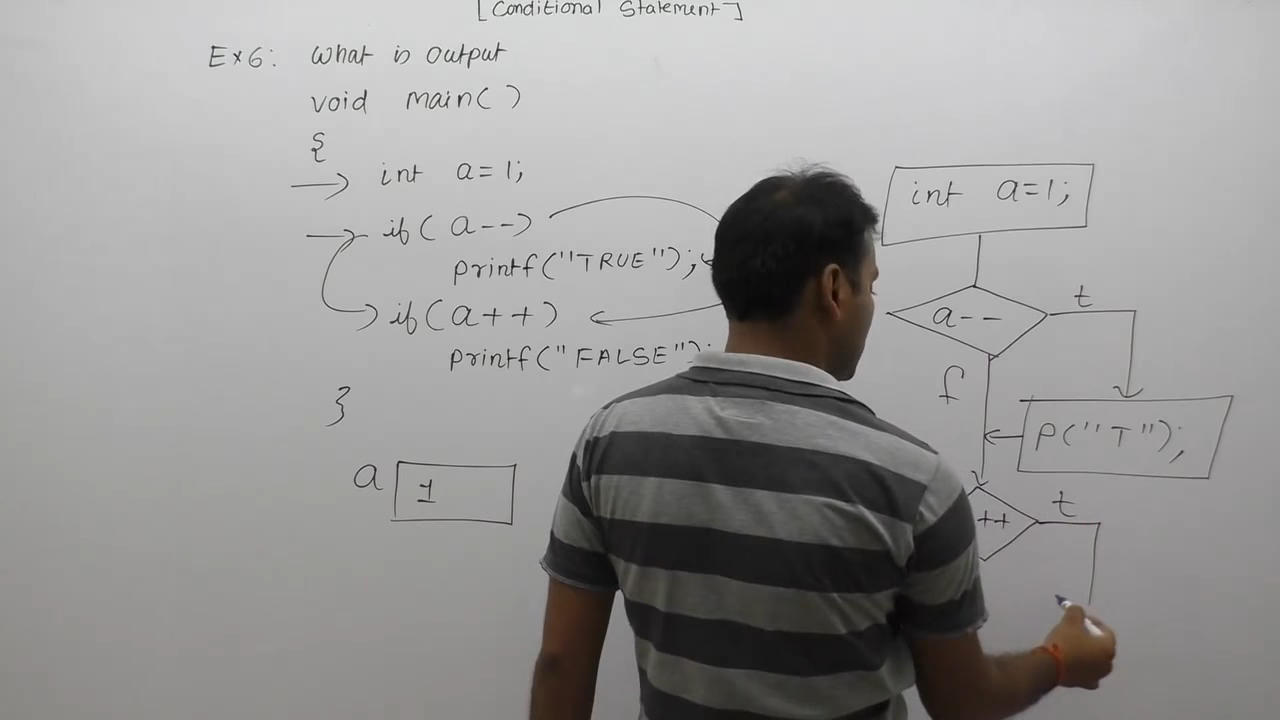 [Conditional Statement]
Ex6: What is output
void main( )
{
int a=1;
if( a--)
printf("TRUE");
if(a++)
printf("FALSE");
}
a 1
int a=1;
a--
t
f
P("T");
++
t